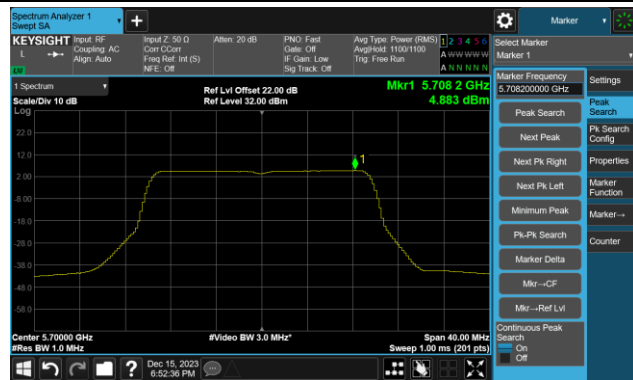 Spectrum Analyzer 1
Swept SA
Marker
KEYSIGHT
L
LXI
Input: RF
Coupling: AC
Align: Auto
Input Z: 50 Ω
Corr CCorr
Freq Ref: Int (S)
NFE: Off
Atten: 20 dB
PNO: Fast
Gate: Off
IF Gain: Low
Sig Track: Off
Avg Type: Power (RMS)
Avg|Hold: 1100/1100
Trig: Free Run
1 2 3 4 5 6
A W W W W W
A N N N N N
Select Marker
Marker 1
1 Spectrum
Scale/Div 10 dB
Log
Ref Lvl Offset 22.00 dB
Ref Level 32.00 dBm
Mkr1 5.708 2 GHz
4.883 dBm
22.0
12.0
2.00
-8.00
-18.0
-28.0
-38.0
-48.0
-58.0
1
Center 5.70000 GHz
#Res BW 1.0 MHz
#Video BW 3.0 MHz*
Span 40.00 MHz
Sweep 1.00 ms (201 pts)
Marker Frequency
5.708200000 GHz
Peak Search
Next Peak
Next Pk Right
Next Pk Left
Minimum Peak
Pk-Pk Search
Marker Delta
Mkr→CF
Mkr→Ref Lvl
Continuous Peak
Search
On
Off
Settings
Peak
Search
Pk Search
Config
Properties
Marker
Function
Marker→
Counter
Dec 15, 2023
6:52:36 PM